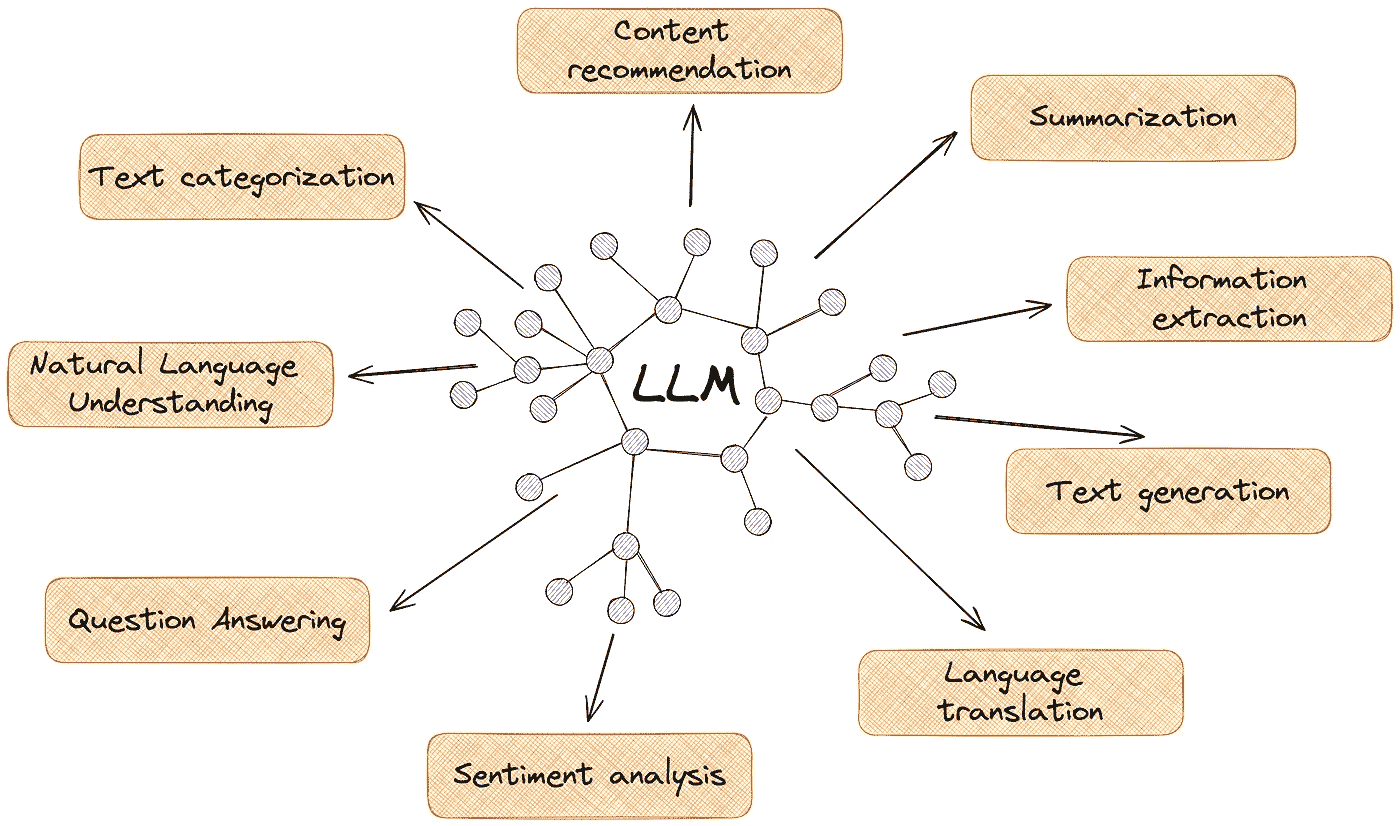 Content
recommendation
Summarization
Text categorization
Information
extraction
Natural Language
Understanding
LLM
Text generation
Question Answering
Language
translation
Sentiment analysis